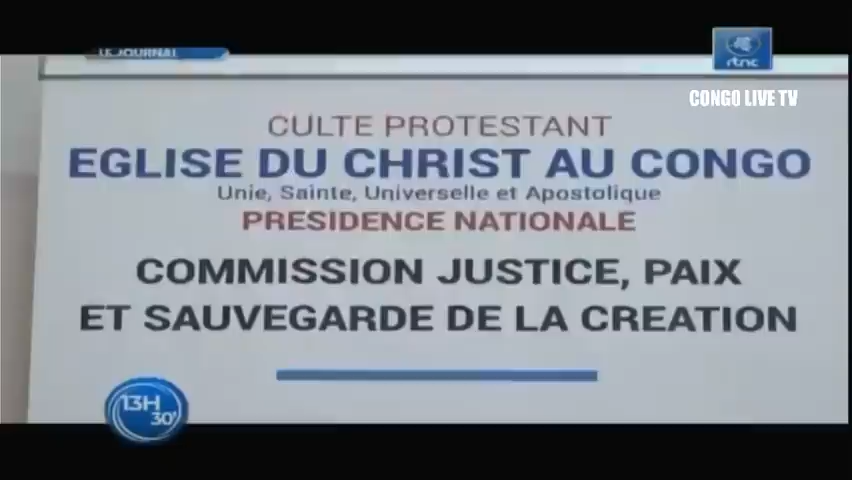 LE JOURNAL
rtnc
CONGO LIVE TV
CULTE PROTESTANT
EGLISE DU CHRIST AU CONGO
Unie, Sainte, Universelle et Apostolique
PRESIDENCE NATIONALE
COMMISSION JUSTICE, PAIX
ET SAUVEGARDE DE LA CREATION
13H
30'